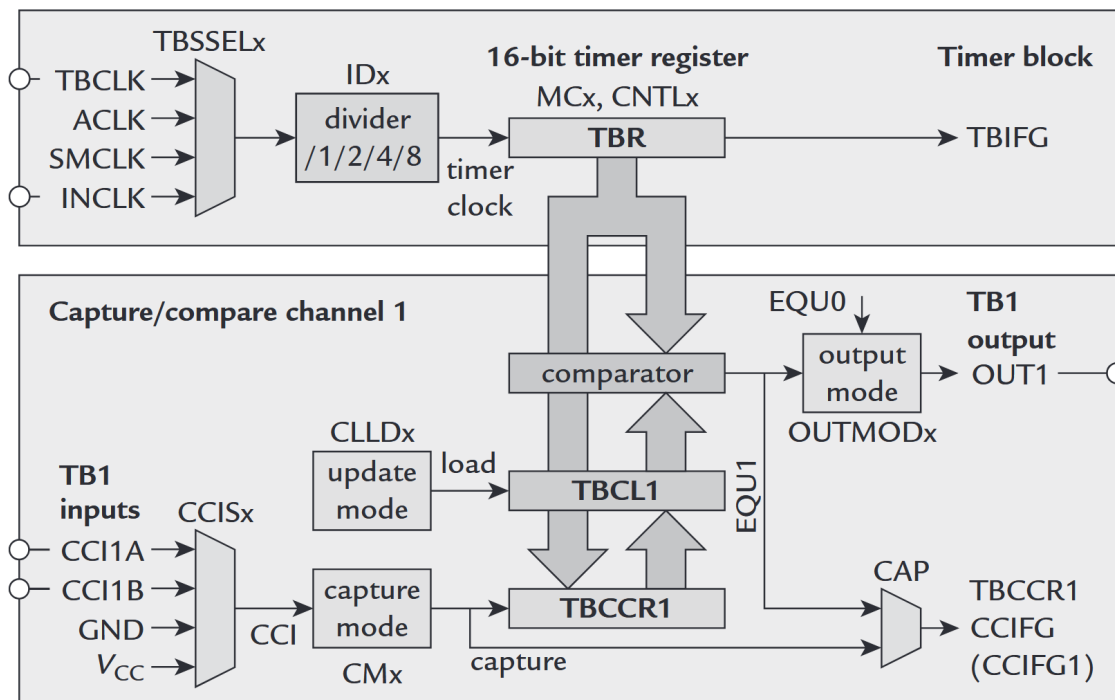 TBSSELx
TBCLK
ACLK
SMCLK
INCLK
IDx
divider
/1/2/4/8
timer
clock
16-bit timer register
MCx, CNTLx
TBR
Timer block
TBIFG
Capture/compare channel 1
EQU0
TB1
output
OUT1
output
mode
OUTMODx
comparator
CLLDx
update
mode
load
TBCL1
EQU1
TB1
inputs
CCISx
CCI1A
CCI1B
GND
VCC
CCI
capture
mode
CMx
TBCCR1
capture
CAP
TBCCR1
CCIFG
(CCIFG1)